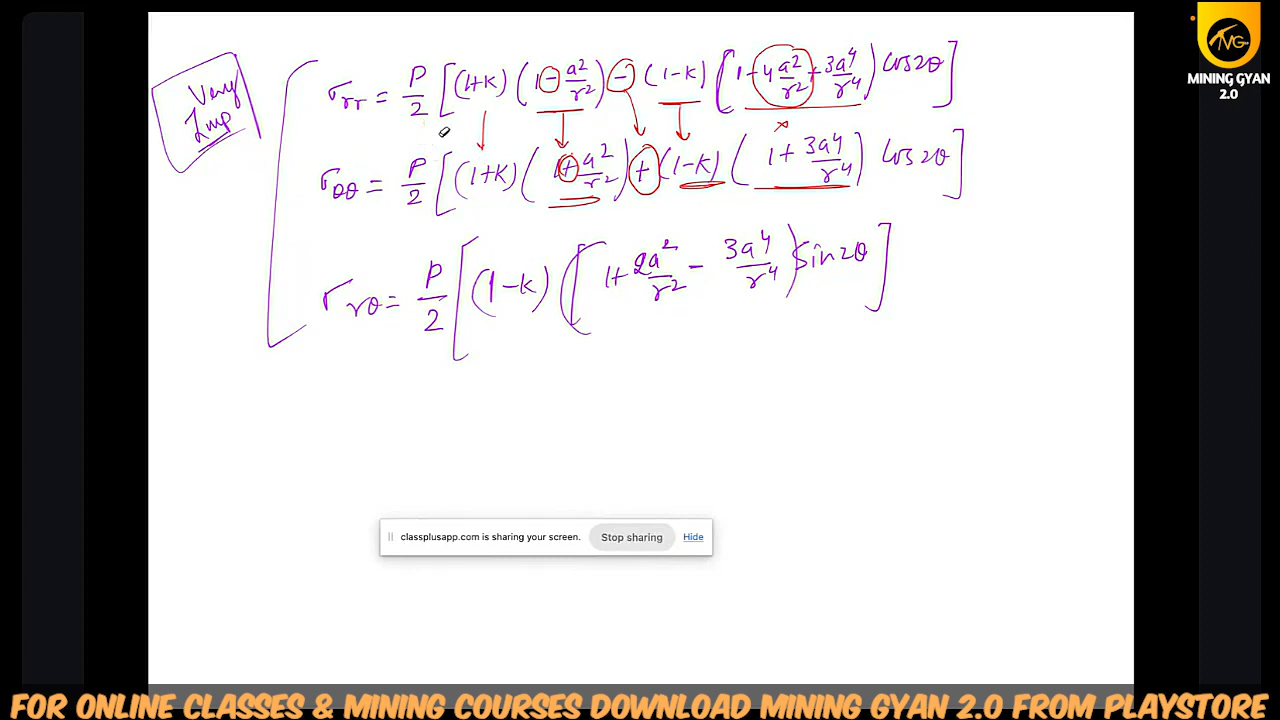 Very
Imp
σrr = P/2 [(1+K) (1 − a²/r²) − (1−K) (1 − 4a²/r² + 3a⁴/r⁴) cos2θ]
σθθ = P/2 [(1+K) (1 + a²/r²) + (1−K) (1 + 3a⁴/r⁴) cos2θ]
σrθ = P/2 [(1−K) (1 + 2a²/r² − 3a⁴/r⁴) sin2θ]
MINING GYAN
2.0
classplusapp.com is sharing your screen. Stop sharing Hide
FOR ONLINE CLASSES & MINING COURSES DOWNLOAD MINING GYAN 2.0 FROM PLAYSTORE